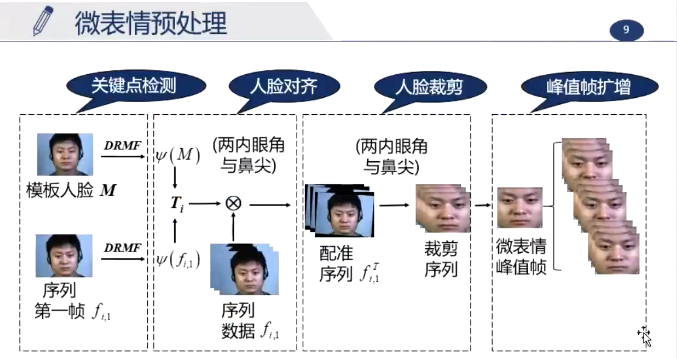 微表情预处理
9
关键点检测
人脸对齐
人脸裁剪
峰值帧扩增
DRMF
模板人脸 M
ψ(M)
(两内眼角
与鼻尖)
T_i
⊗
DRMF
序列
第一帧 f_{i,1}
ψ(f_{i,1})
序列
数据 f_{i,1}
(两内眼角
与鼻尖)
配准
序列 f_{i,1}^T
裁剪
序列
微表情
峰值帧